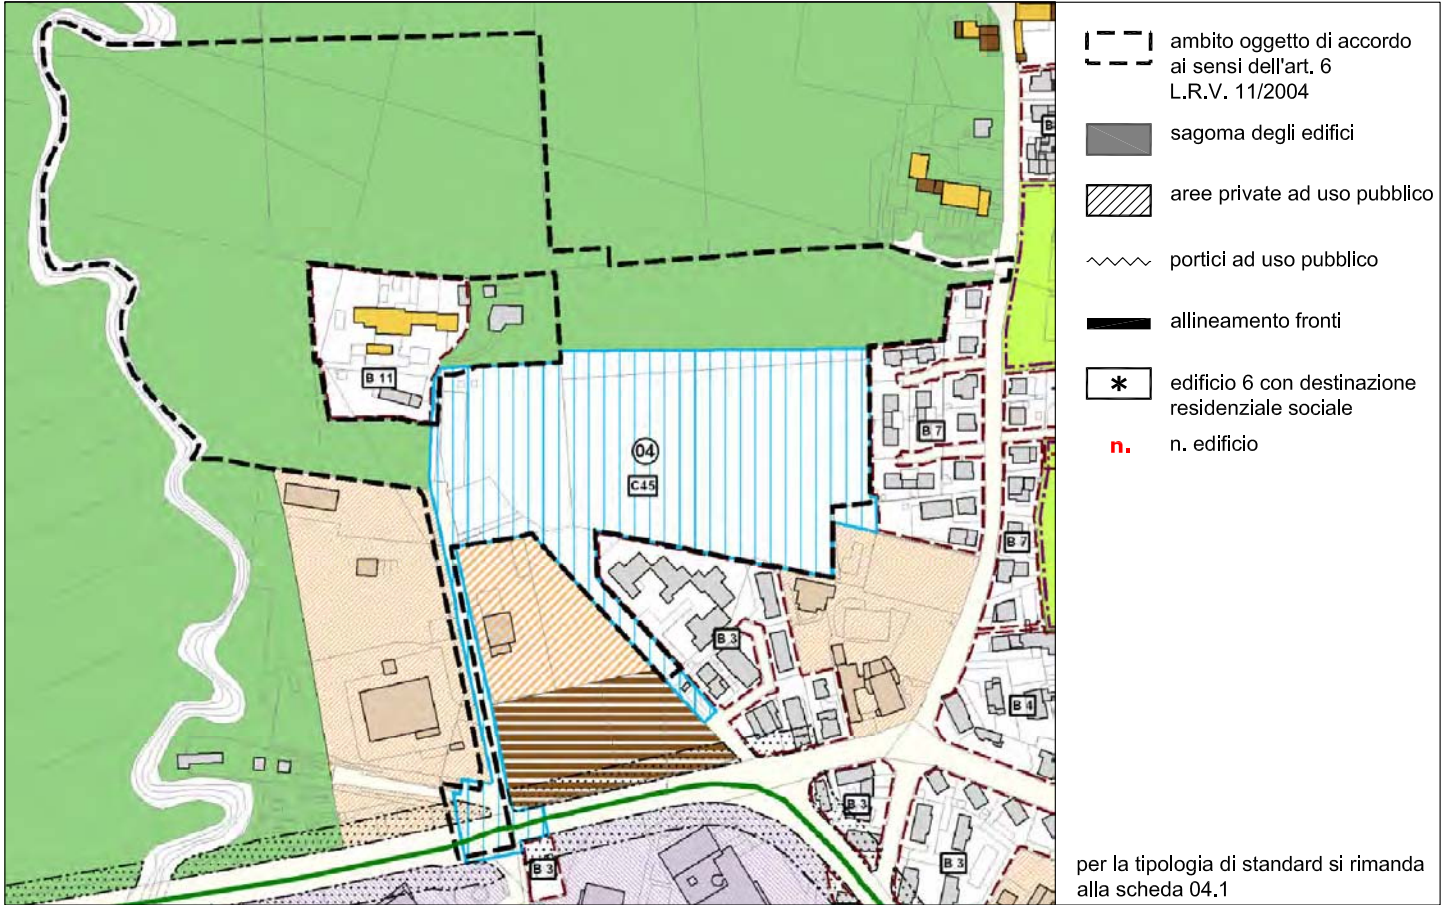 ambito oggetto di accordo
ai sensi dell'art. 6
L.R.V. 11/2004
sagoma degli edifici
aree private ad uso pubblico
portici ad uso pubblico
allineamento fronti
* edificio 6 con destinazione
residenziale sociale
n. n. edificio
per la tipologia di standard si rimanda
alla scheda 04.1
B
B 11
B 7
04
C45
B 7
B 3
B 4
B 3
B 3
B 3